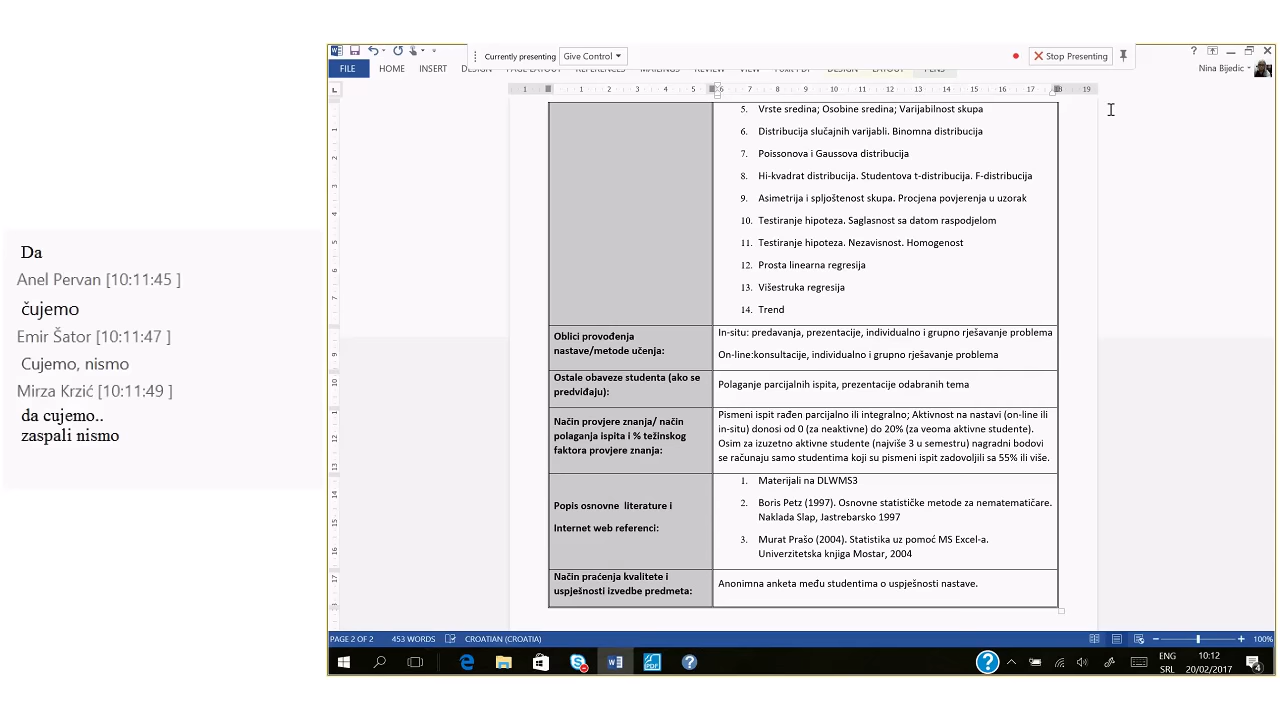 Da
Anel Pervan [10:11:45 ]
čujemo
Emir Šator [10:11:47 ]
Cujemo, nismo
Mirza Krzić [10:11:49 ]
da cujemo..
zaspali nismo
Currently presenting
Give Control
Stop Presenting
FILE
HOME
INSERT
DESIGN
PAGE LAYOUT
REFERENCES
MAILINGS
REVIEW
VIEW
DESIGN
LAYOUT
PENS
Nina Bijedic
5. Vrste sredina; Osobine sredina; Varijabilnost skupa
6. Distribucija slučajnih varijabli. Binomna distribucija
7. Poissonova i Gaussova distribucija
8. Hi-kvadrat distribucija. Studentova t-distribucija. F-distribucija
9. Asimetrija i spljoštenost skupa. Procjena povjerenja u uzorak
10. Testiranje hipoteza. Saglasnost sa datom raspodjelom
11. Testiranje hipoteza. Nezavisnost. Homogenost
12. Prosta linearna regresija
13. Višestruka regresija
14. Trend
Oblici provođenja
nastave/metode učenja:
In-situ: predavanja, prezentacije, individualno i grupno rješavanje problema
On-line:konsultacije, individualno i grupno rješavanje problema
Ostale obaveze studenta (ako se
predviđaju):
Polaganje parcijalnih ispita, prezentacije odabranih tema
Način provjere znanja/ način
polaganja ispita i % težinskog
faktora provjere znanja:
Pismeni ispit rađen parcijalno ili integralno; Aktivnost na nastavi (on-line ili
in-situ) donosi od 0 (za neaktivne) do 20% (za veoma aktivne studente).
Osim za izuzetno aktivne studente (najviše 3 u semestru) nagradni bodovi
se računaju samo studentima koji su pismeni ispit zadovoljili sa 55% ili više.
Popis osnovne literature i
Internet web referenci:
1. Materijali na DLWMS3
2. Boris Petz (1997). Osnovne statističke metode za nematematičare.
Naklada Slap, Jastrebarsko 1997
3. Murat Prašo (2004). Statistika uz pomoć MS Excel-a.
Univerzitetska knjiga Mostar, 2004
Način praćenja kvalitete i
uspješnosti izvedbe predmeta:
Anonimna anketa među studentima o uspješnosti nastave.
PAGE 2 OF 2
453 WORDS
CROATIAN (CROATIA)
100%
ENG
SRL
10:12
20/02/2017
4